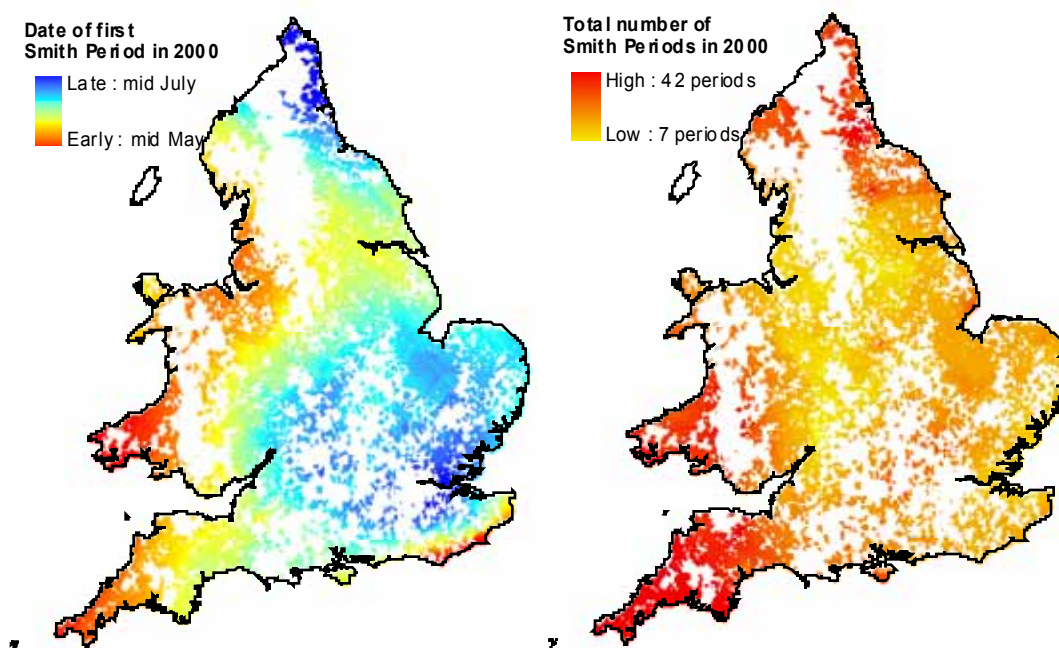 Date of first
Smith Period in 2000
Late : mid July
Early : mid May
Total number of
Smith Periods in 2000
High : 42 periods
Low : 7 periods